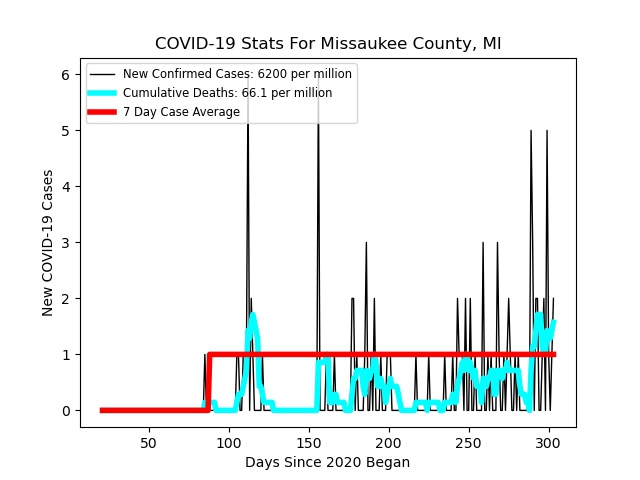 COVID-19 Stats For Missaukee County, MI
New Confirmed Cases: 6200 per million
Cumulative Deaths: 66.1 per million
7 Day Case Average
New COVID-19 Cases
6
5
4
3
2
1
0
50 100 150 200 250 300
Days Since 2020 Began